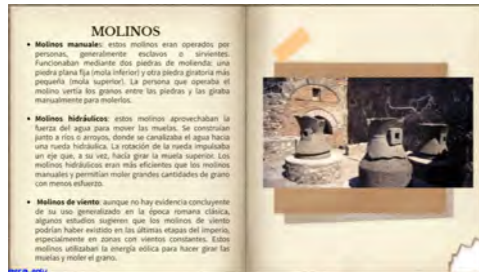 MOLINOS
Molinos manuales: estos molinos eran operados por
personas, generalmente esclavos o sirvientes.
Funcionaban mediante dos piedras de molienda: una
piedra plana fija (mola inferior) y otra piedra giratoria más
pequeña (mola superior). La persona que operaba el
molino vertía los granos entre las piedras y las giraba
manualmente para molerlos.
Molinos hidráulicos: estos molinos aprovechaban la
fuerza del agua para mover las muelas. Se construían
junto a ríos o arroyos, donde se canalizaba el agua hacia
una rueda hidráulica. La rotación de la rueda impulsaba
un eje que, a su vez, hacía girar la muela superior. Los
molinos hidráulicos eran más eficientes que los molinos
manuales y permitían moler grandes cantidades de grano
con menos esfuerzo.
Molinos de viento: aunque no hay evidencia concluyente
de su uso generalizado en la época romana clásica,
algunos estudios sugieren que los molinos de viento
podrían haber existido en las últimas etapas del imperio,
especialmente en zonas con vientos constantes. Estos
molinos utilizaban la energía eólica para hacer girar las
muelas y moler el grano.